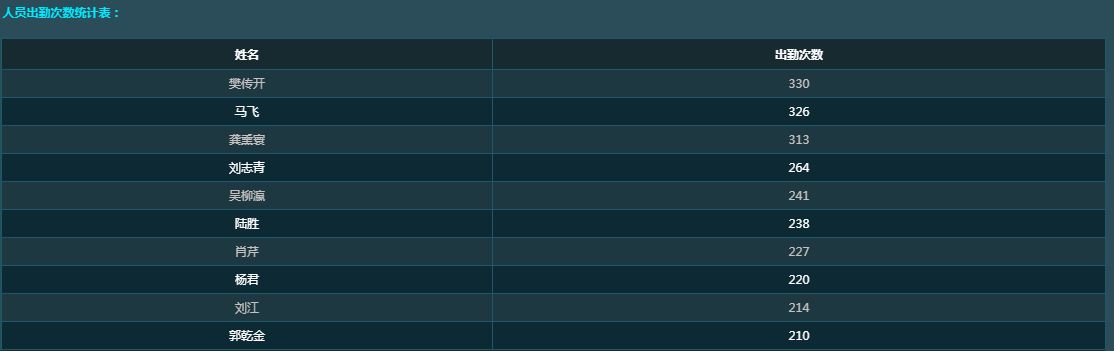 人员出勤次数统计表：
姓名 出勤次数
樊传开 330
马飞 326
龚薰寰 313
刘志青 264
吴柳瀛 241
陆胜 238
肖芹 227
杨君 220
刘江 214
郭乾金 210